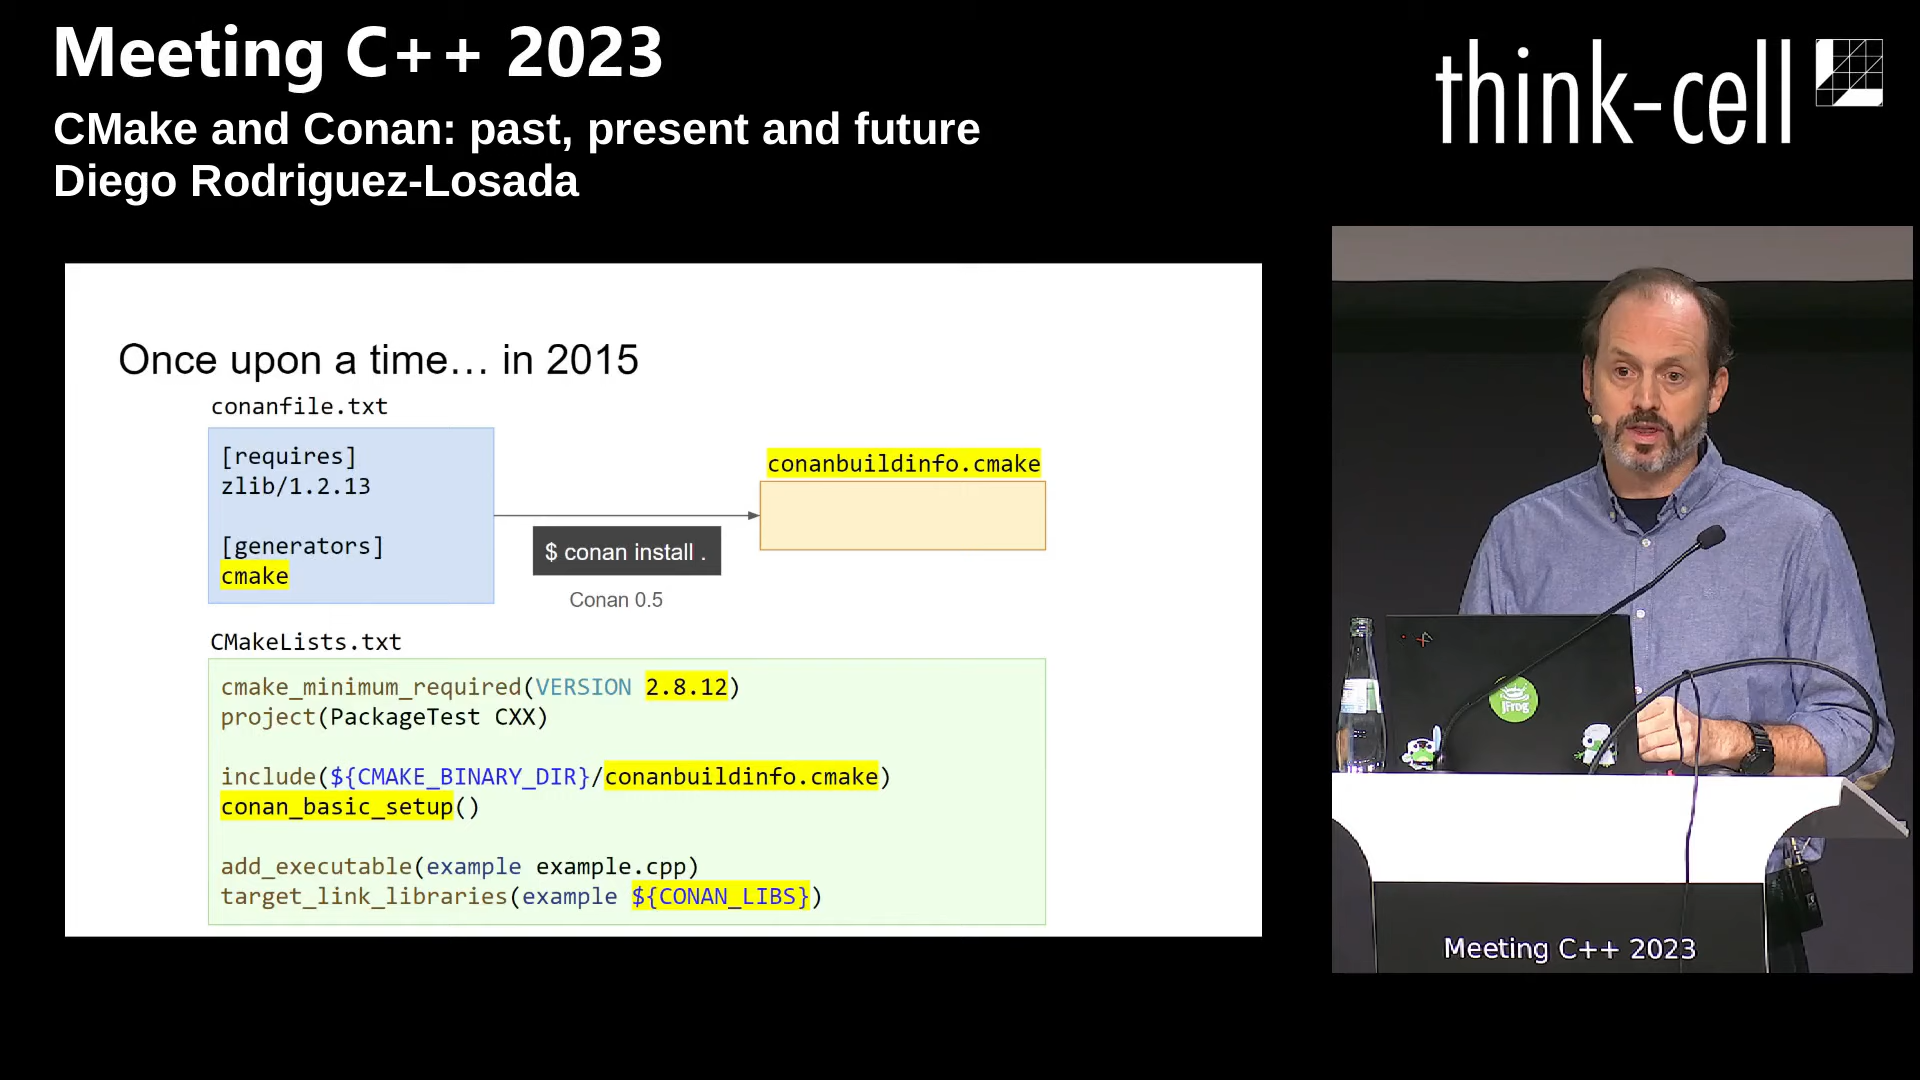 Meeting C++ 2023
CMake and Conan: past, present and future
Diego Rodriguez-Losada
think-cell
Once upon a time… in 2015
conanfile.txt
[requires]
zlib/1.2.13
[generators]
cmake
$ conan install .
Conan 0.5
conanbuildinfo.cmake
CMakeLists.txt
cmake_minimum_required(VERSION 2.8.12)
project(PackageTest CXX)
include(${CMAKE_BINARY_DIR}/conanbuildinfo.cmake)
conan_basic_setup()
add_executable(example example.cpp)
target_link_libraries(example ${CONAN_LIBS})
JFrog
Meeting C++ 2023